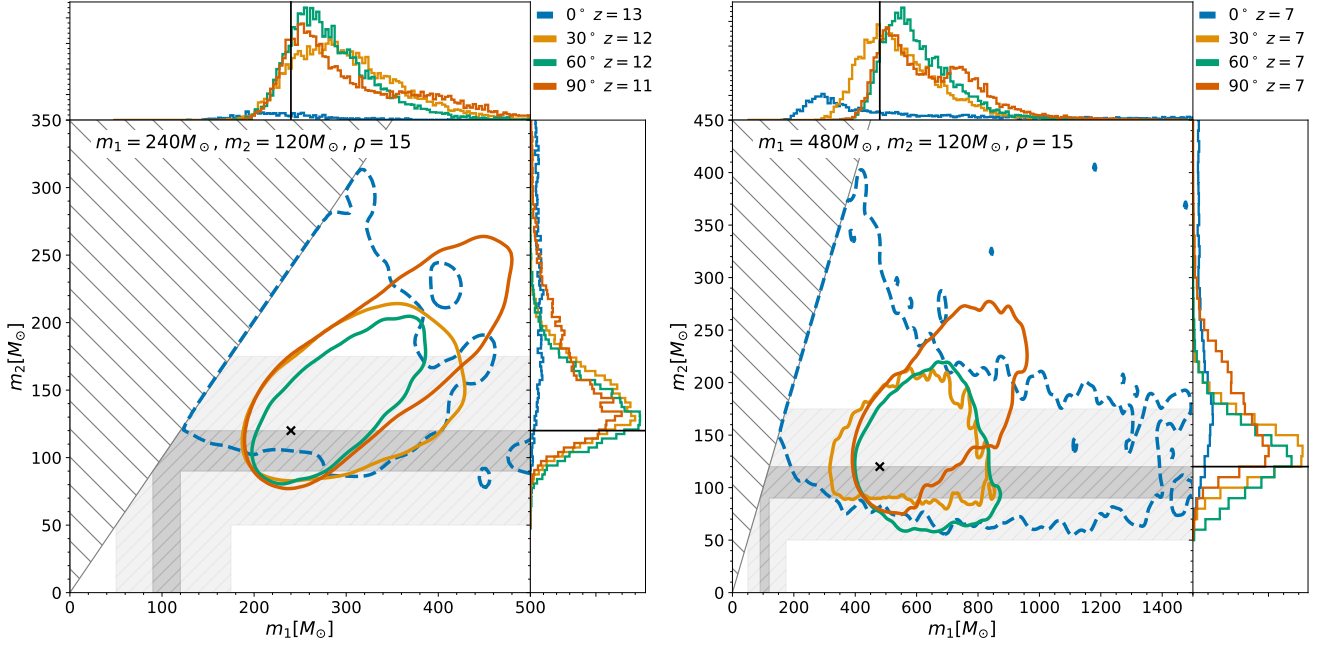 0° z = 13
30° z = 12
60° z = 12
90° z = 11
m₁ = 240M⊙, m₂ = 120M⊙, ρ = 15
350
300
250
200
150
100
50
0
m₂[M⊙]
0 100 200 300 400 500
m₁[M⊙]
0° z = 7
30° z = 7
60° z = 7
90° z = 7
m₁ = 480M⊙, m₂ = 120M⊙, ρ = 15
450
400
350
300
250
200
150
100
50
0
m₂[M⊙]
0 200 400 600 800 1000 1200 1400
m₁[M⊙]